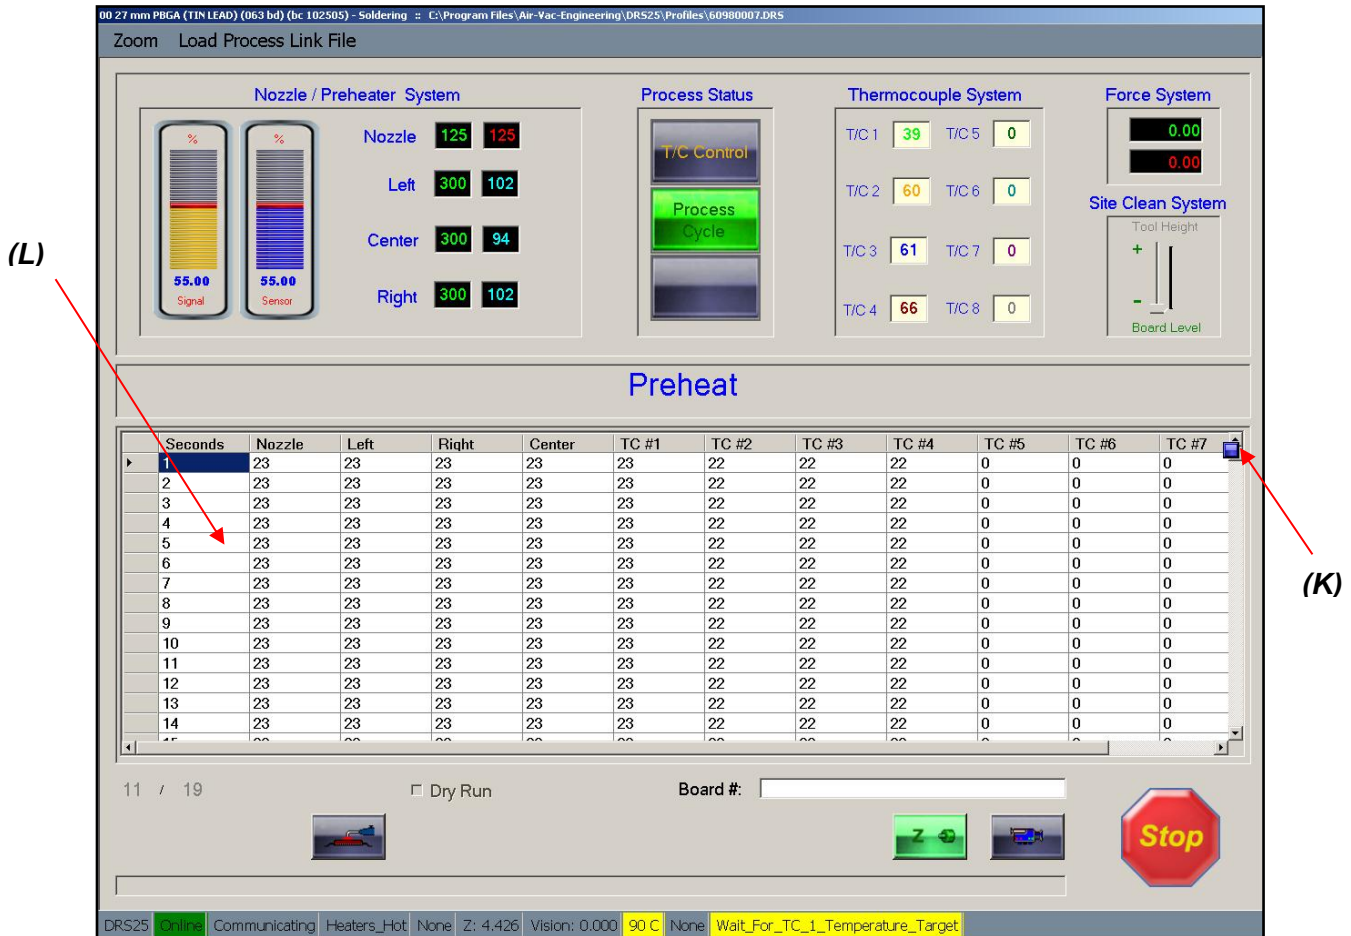 00 27 mm PBGA (TIN LEAD) (063 bd) (bc 102505) - Soldering :: C:\Program Files\Air-Vac-Engineering\DRS25\Profiles\60980007.DRS
Zoom Load Process Link File
Nozzle / Preheater System Process Status Thermocouple System Force System
% % Nozzle 125 125 T/C Control T/C 1 39 T/C 5 0 0.00
0.00
Left 300 102 T/C 2 60 T/C 6 0
Process Cycle Site Clean System
Tool Height
Center 300 94 T/C 3 61 T/C 7 0 +
(L)
55.00 55.00
Signal Sensor Right 300 102 T/C 4 66 T/C 8 0 -
Board Level
Preheat
Seconds Nozzle Left Right Center TC #1 TC #2 TC #3 TC #4 TC #5 TC #6 TC #7
1 23 23 23 23 23 22 22 22 0 0 0
2 23 23 23 23 23 22 22 22 0 0 0
3 23 23 23 23 23 22 22 22 0 0 0
4 23 23 23 23 23 22 22 22 0 0 0
5 23 23 23 23 23 22 22 22 0 0 0
6 23 23 23 23 23 22 22 22 0 0 0
7 23 23 23 23 23 22 22 22 0 0 0
(K)
8 23 23 23 23 23 22 22 22 0 0 0
9 23 23 23 23 23 22 22 22 0 0 0
10 23 23 23 23 23 22 22 22 0 0 0
11 23 23 23 23 23 22 22 22 0 0 0
12 23 23 23 23 23 22 22 22 0 0 0
13 23 23 23 23 23 22 22 22 0 0 0
14 23 23 23 23 23 22 22 22 0 0 0
11 / 19 Dry Run Board #:
Z Stop
DRS25 Online Communicating Heaters_Hot None Z: 4.426 Vision: 0.000 90 C None Wait_For_TC_1_Temperature_Target